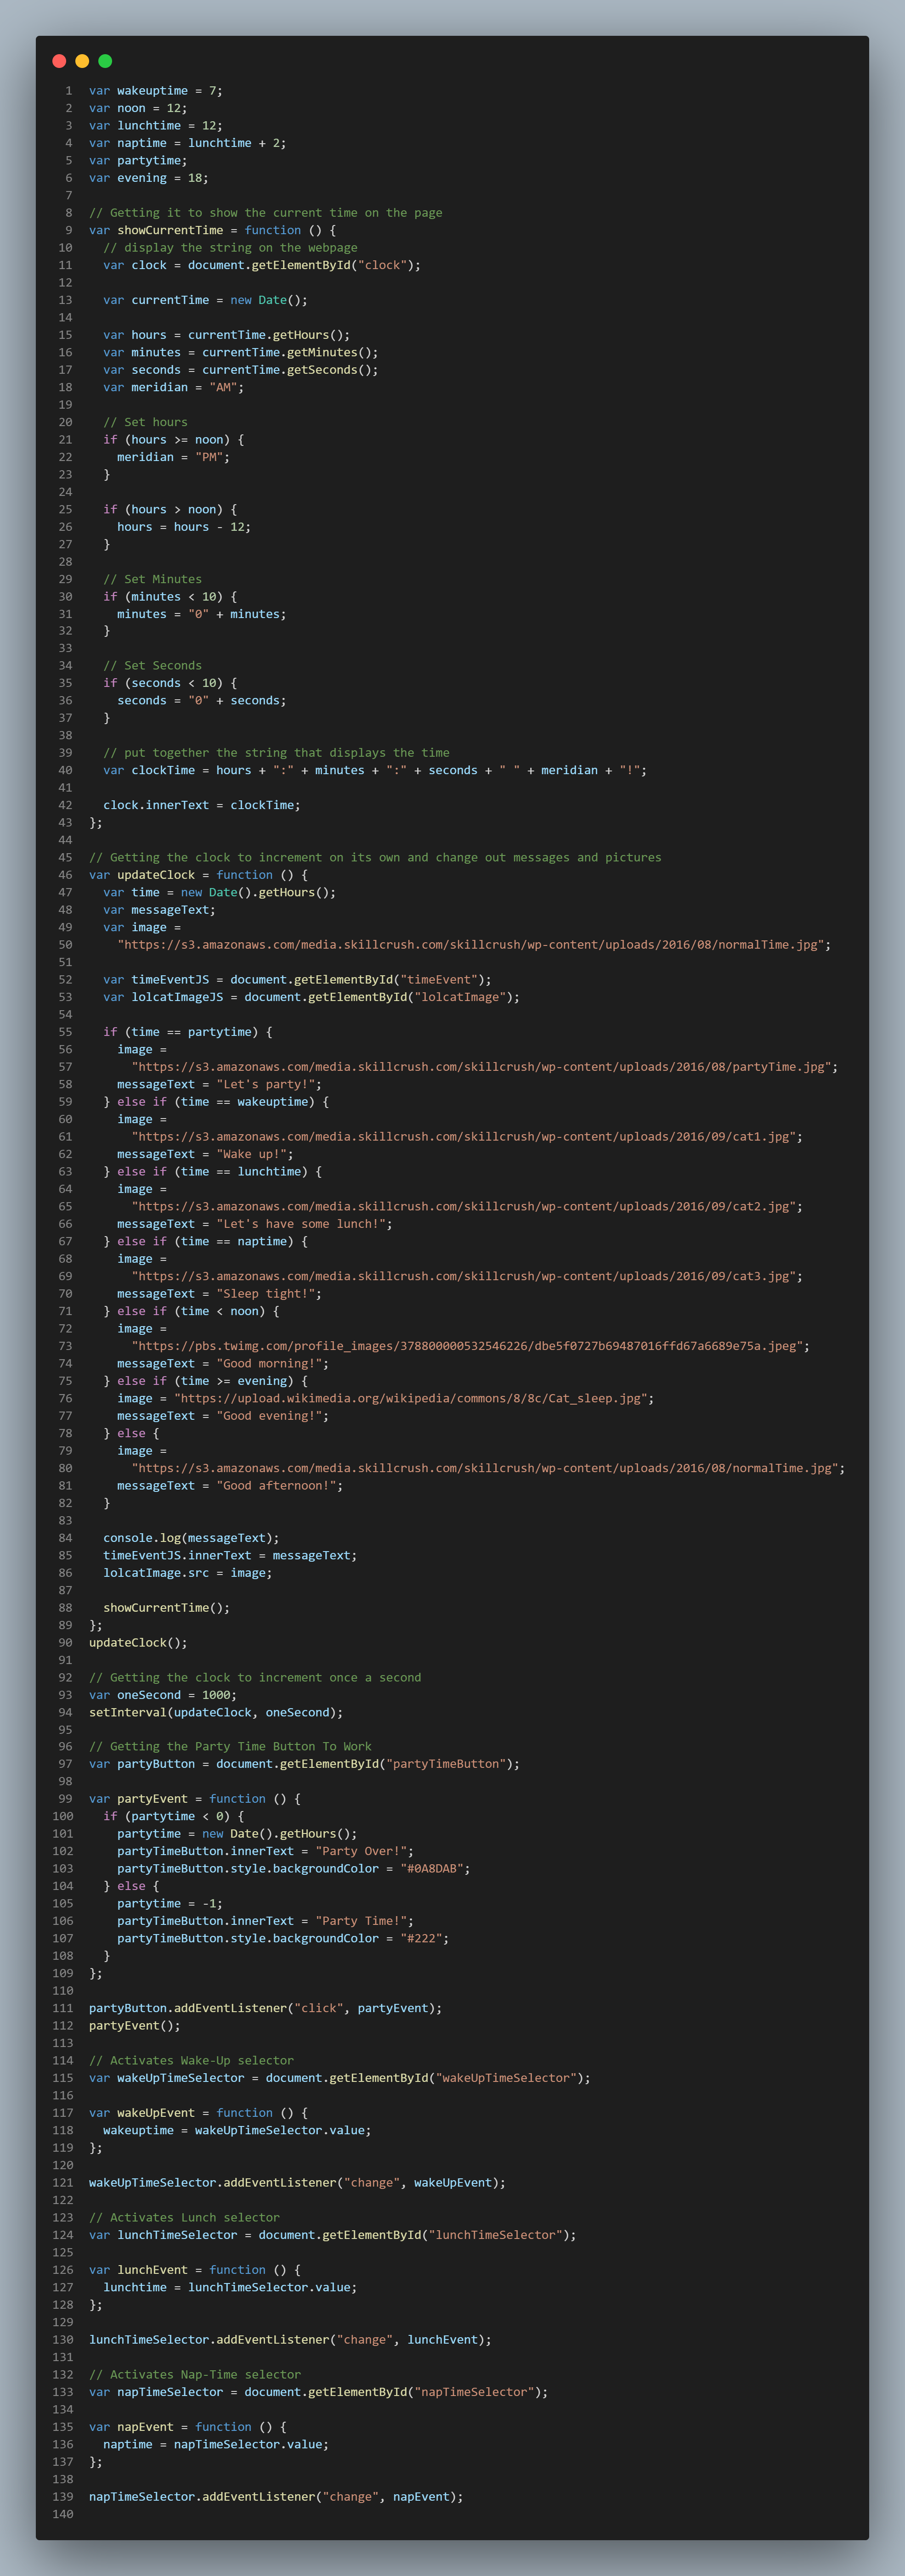 1 var wakeuptime = 7;
2 var noon = 12;
3 var lunchtime = 12;
4 var naptime = lunchtime + 2;
5 var partytime;
6 var evening = 18;
7
8 // Getting it to show the current time on the page
9 var showCurrentTime = function () {
10   // display the string on the webpage
11   var clock = document.getElementById("clock");
12
13   var currentTime = new Date();
14
15   var hours = currentTime.getHours();
16   var minutes = currentTime.getMinutes();
17   var seconds = currentTime.getSeconds();
18   var meridian = "AM";
19
20   // Set hours
21   if (hours >= noon) {
22     meridian = "PM";
23   }
24
25   if (hours > noon) {
26     hours = hours - 12;
27   }
28
29   // Set Minutes
30   if (minutes < 10) {
31     minutes = "0" + minutes;
32   }
33
34   // Set Seconds
35   if (seconds < 10) {
36     seconds = "0" + seconds;
37   }
38
39   // put together the string that displays the time
40   var clockTime = hours + ":" + minutes + ":" + seconds + " " + meridian + "!";
41
42   clock.innerText = clockTime;
43 };
44
45 // Getting the clock to increment on its own and change out messages and pictures
46 var updateClock = function () {
47   var time = new Date().getHours();
48   var messageText;
49   var image =
50     "https://s3.amazonaws.com/media.skillcrush.com/skillcrush/wp-content/uploads/2016/08/normalTime.jpg";
51
52   var timeEventJS = document.getElementById("timeEvent");
53   var lolcatImageJS = document.getElementById("lolcatImage");
54
55   if (time == partytime) {
56     image =
57       "https://s3.amazonaws.com/media.skillcrush.com/skillcrush/wp-content/uploads/2016/08/partyTime.jpg";
58     messageText = "Let's party!";
59   } else if (time == wakeuptime) {
60     image =
61       "https://s3.amazonaws.com/media.skillcrush.com/skillcrush/wp-content/uploads/2016/09/cat1.jpg";
62     messageText = "Wake up!";
63   } else if (time == lunchtime) {
64     image =
65       "https://s3.amazonaws.com/media.skillcrush.com/skillcrush/wp-content/uploads/2016/09/cat2.jpg";
66     messageText = "Let's have some lunch!";
67   } else if (time == naptime) {
68     image =
69       "https://s3.amazonaws.com/media.skillcrush.com/skillcrush/wp-content/uploads/2016/09/cat3.jpg";
70     messageText = "Sleep tight!";
71   } else if (time < noon) {
72     image =
73       "https://pbs.twimg.com/profile_images/378800000532546226/dbe5f0727b69487016ffd67a6689e75a.jpeg";
74     messageText = "Good morning!";
75   } else if (time >= evening) {
76     image = "https://upload.wikimedia.org/wikipedia/commons/8/8c/Cat_sleep.jpg";
77     messageText = "Good evening!";
78   } else {
79     image =
80       "https://s3.amazonaws.com/media.skillcrush.com/skillcrush/wp-content/uploads/2016/08/normalTime.jpg";
81     messageText = "Good afternoon!";
82   }
83
84   console.log(messageText);
85   timeEventJS.innerText = messageText;
86   lolcatImage.src = image;
87
88   showCurrentTime();
89 };
90 updateClock();
91
92 // Getting the clock to increment once a second
93 var oneSecond = 1000;
94 setInterval(updateClock, oneSecond);
95
96 // Getting the Party Time Button To Work
97 var partyButton = document.getElementById("partyTimeButton");
98
99 var partyEvent = function () {
100   if (partytime < 0) {
101     partytime = new Date().getHours();
102     partyTimeButton.innerText = "Party Over!";
103     partyTimeButton.style.backgroundColor = "#0A8DAB";
104   } else {
105     partytime = -1;
106     partyTimeButton.innerText = "Party Time!";
107     partyTimeButton.style.backgroundColor = "#222";
108   }
109 };
110
111 partyButton.addEventListener("click", partyEvent);
112 partyEvent();
113
114 // Activates Wake-Up selector
115 var wakeUpTimeSelector = document.getElementById("wakeUpTimeSelector");
116
117 var wakeUpEvent = function () {
118   wakeuptime = wakeUpTimeSelector.value;
119 };
120
121 wakeUpTimeSelector.addEventListener("change", wakeUpEvent);
122
123 // Activates Lunch selector
124 var lunchTimeSelector = document.getElementById("lunchTimeSelector");
125
126 var lunchEvent = function () {
127   lunchtime = lunchTimeSelector.value;
128 };
129
130 lunchTimeSelector.addEventListener("change", lunchEvent);
131
132 // Activates Nap-Time selector
133 var napTimeSelector = document.getElementById("napTimeSelector");
134
135 var napEvent = function () {
136   naptime = napTimeSelector.value;
137 };
138
139 napTimeSelector.addEventListener("change", napEvent);
140